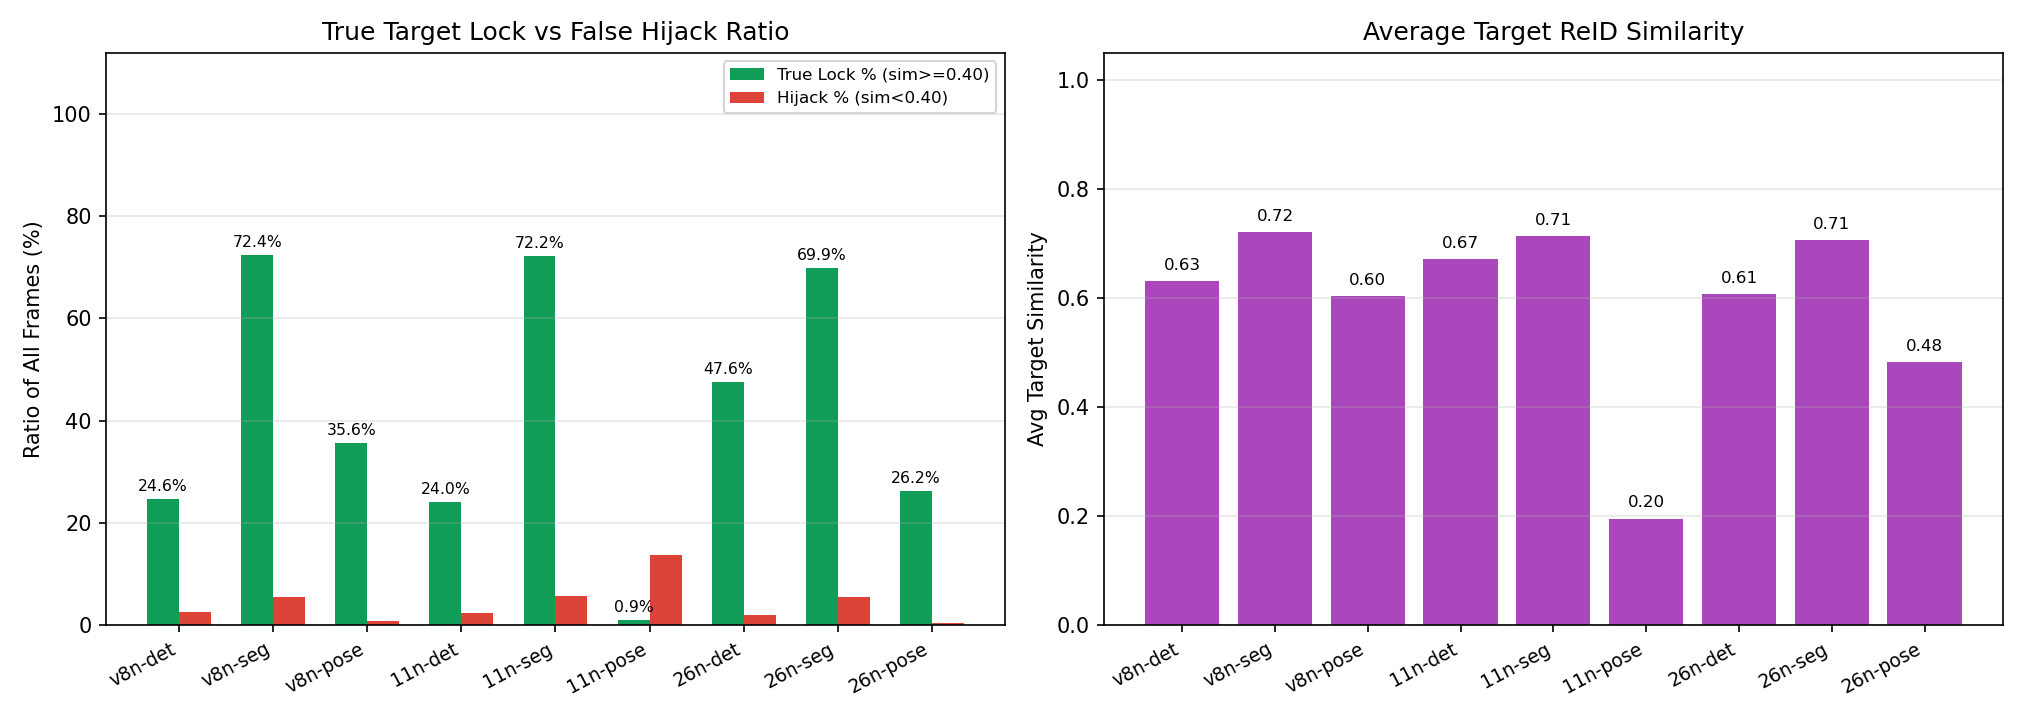 True Target Lock vs False Hijack Ratio
Ratio of All Frames (%)
100
80
60
40
20
0
True Lock % (sim>=0.40)
Hijack % (sim<0.40)
24.6%
72.4%
35.6%
24.0%
72.2%
0.9%
47.6%
69.9%
26.2%
v8n-det
v8n-seg
v8n-pose
11n-det
11n-seg
11n-pose
26n-det
26n-seg
26n-pose
Average Target ReID Similarity
Avg Target Similarity
1.0
0.8
0.6
0.4
0.2
0.0
0.63
0.72
0.60
0.67
0.71
0.20
0.61
0.71
0.48
v8n-det
v8n-seg
v8n-pose
11n-det
11n-seg
11n-pose
26n-det
26n-seg
26n-pose